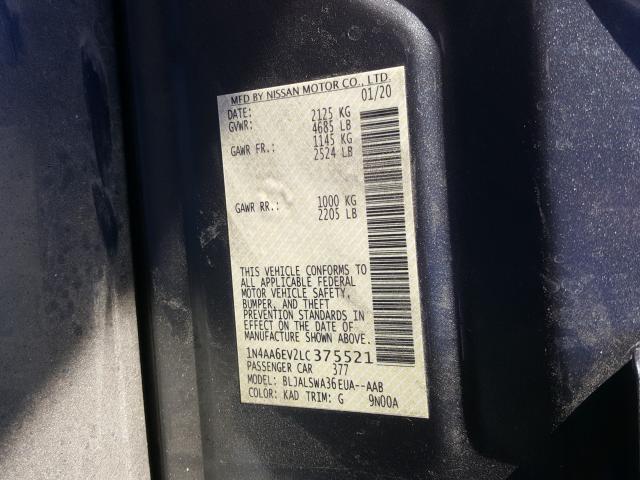 MFD BY NISSAN MOTOR CO., LTD.
DATE: 01/20
GVWR: 2125 KG
4685 LB
GAWR FR.: 1145 KG
2524 LB
GAWR RR.: 1000 KG
2205 LB
THIS VEHICLE CONFORMS TO
ALL APPLICABLE FEDERAL
MOTOR VEHICLE SAFETY,
BUMPER, AND THEFT
PREVENTION STANDARDS IN
EFFECT ON THE DATE OF
MANUFACTURE SHOWN ABOVE.
1N4AA6EV2LC375521
PASSENGER CAR 377
MODEL: BLJALSWA36EUA--AAB
COLOR: KAD TRIM: G 9N00A